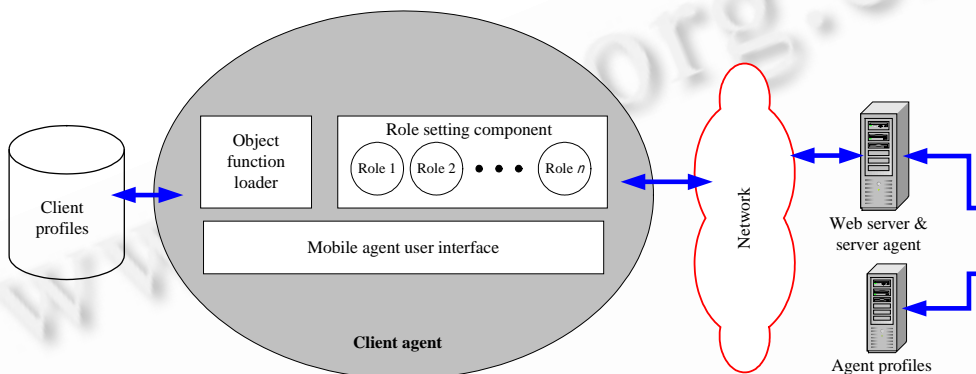 Client
profiles
Object
function
loader
Role setting component
Role 1
Role 2
Role n
Mobile agent user interface
Client agent
Network
Web server &
server agent
Agent profiles